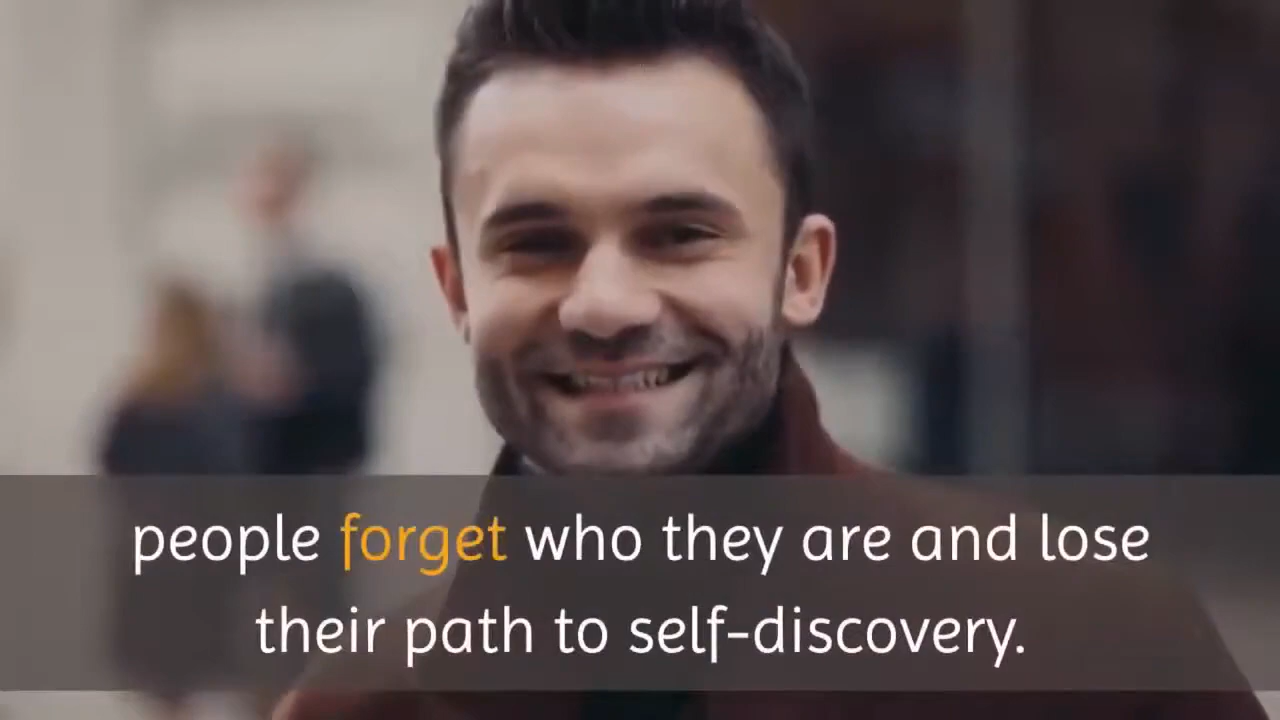 people forget who they are and lose
their path to self-discovery.